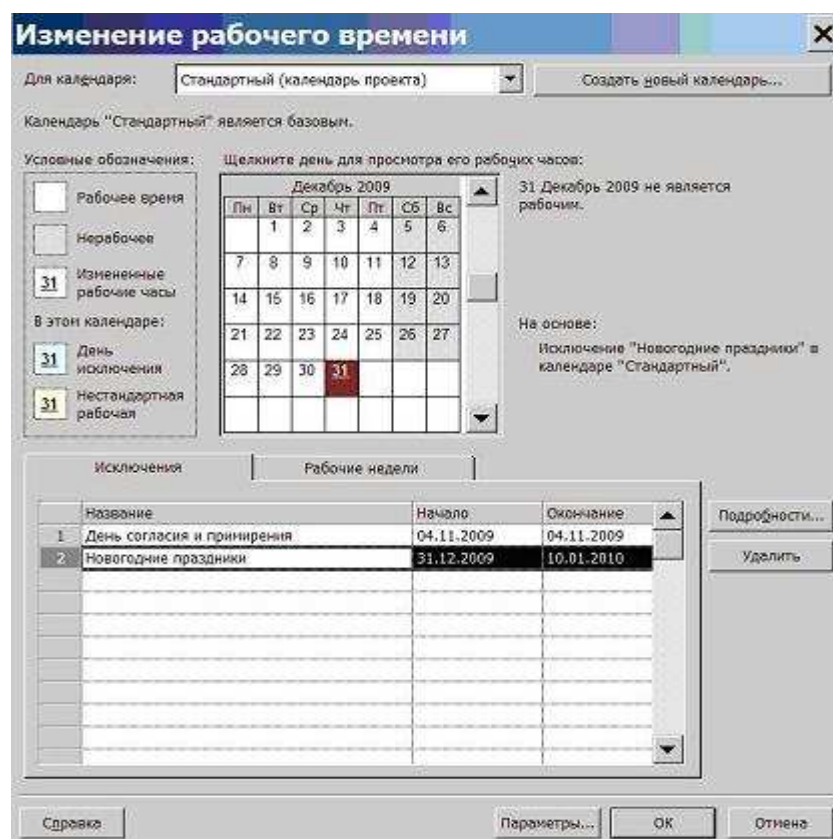 Изменение рабочего времени
Для календаря: Стандартный (календарь проекта) Создать новый календарь...
Календарь "Стандартный" является базовым.
Условные обозначения:
Рабочее время
Нерабочее
31 Измененные
рабочие часы
В этом календаре:
31 День
исключения
31 Нестандартная
рабочая
Щелкните день для просмотра его рабочих часов:
Декабрь 2009
Пн Вт Ср Чт Пт Сб Вс
1 2 3 4 5 6
7 8 9 10 11 12 13
14 15 16 17 18 19 20
21 22 23 24 25 26 27
28 29 30 31
31 Декабрь 2009 не является
рабочим.
На основе:
Исключение "Новогодние праздники" в
календаре "Стандартный".
Исключения Рабочие недели
Название Начало Окончание
1 День согласия и примирения 04.11.2009 04.11.2009
2 Новогодние праздники 31.12.2009 10.01.2010
Подробности...
Удалить
Справка Параметры... ОК Отмена